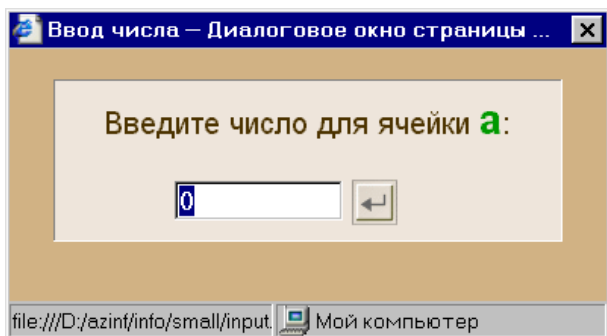 Ввод числа – Диалоговое окно страницы ...
Введите число для ячейки a:
0
file:///D:/azinf/info/small/input. Мой компьютер